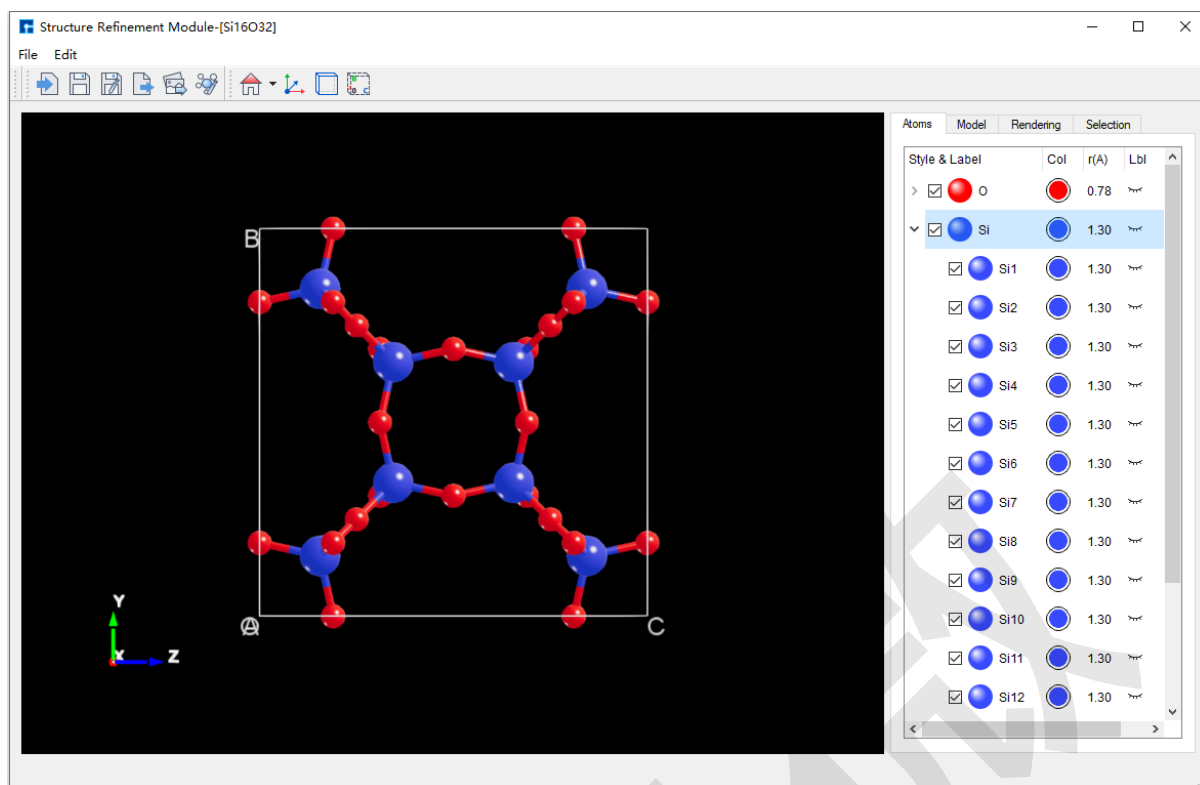 Structure Refinement Module-[Si16O32]
File Edit
Atoms Model Rendering Selection
Style & Label Col r(A) Lbl
O 0.78
Si 1.30
Si1 1.30
Si2 1.30
Si3 1.30
Si4 1.30
Si5 1.30
Si6 1.30
Si7 1.30
Si8 1.30
Si9 1.30
Si10 1.30
Si11 1.30
Si12 1.30
B
O A C
Y
X Z